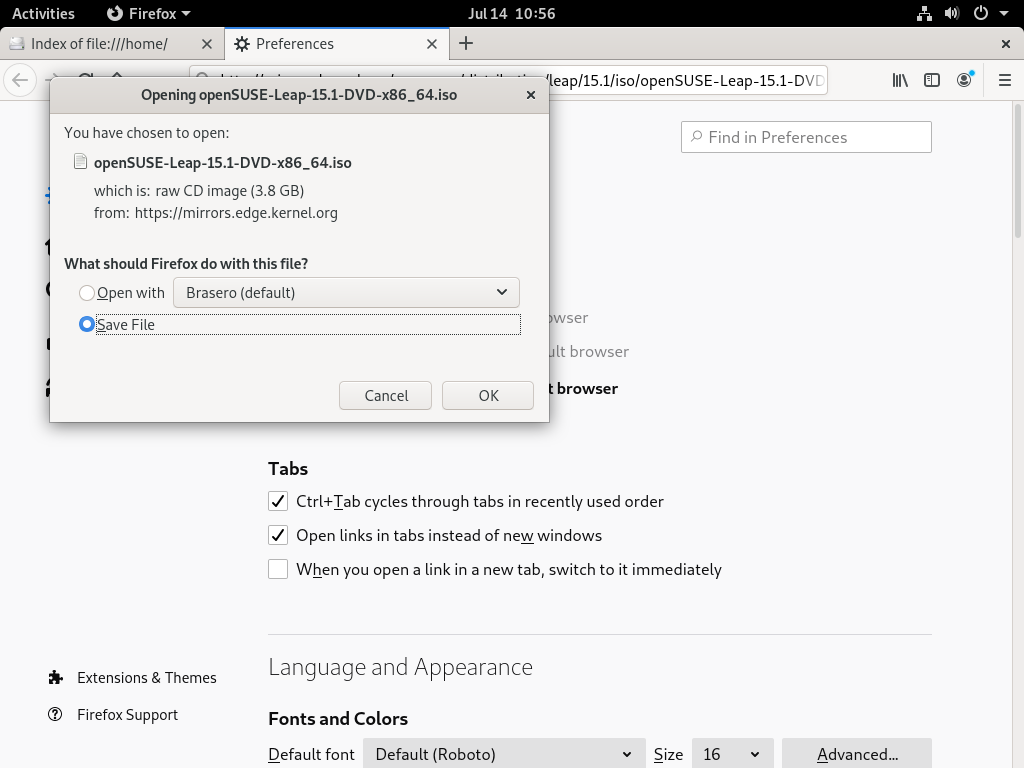 Activities Firefox Jul 14 10:56
Index of file:///home/ Preferences
/leap/15.1/iso/openSUSE-Leap-15.1-DVD
Opening openSUSE-Leap-15.1-DVD-x86_64.iso
Find in Preferences
You have chosen to open:
openSUSE-Leap-15.1-DVD-x86_64.iso
which is: raw CD image (3.8 GB)
from: https://mirrors.edge.kernel.org
What should Firefox do with this file?
Open with Brasero (default)
Save File
browser
browser
Cancel OK
Tabs
Ctrl+Tab cycles through tabs in recently used order
Open links in tabs instead of new windows
When you open a link in a new tab, switch to it immediately
Language and Appearance
Extensions & Themes
Firefox Support
Fonts and Colors
Default font Default (Roboto) Size 16 Advanced...